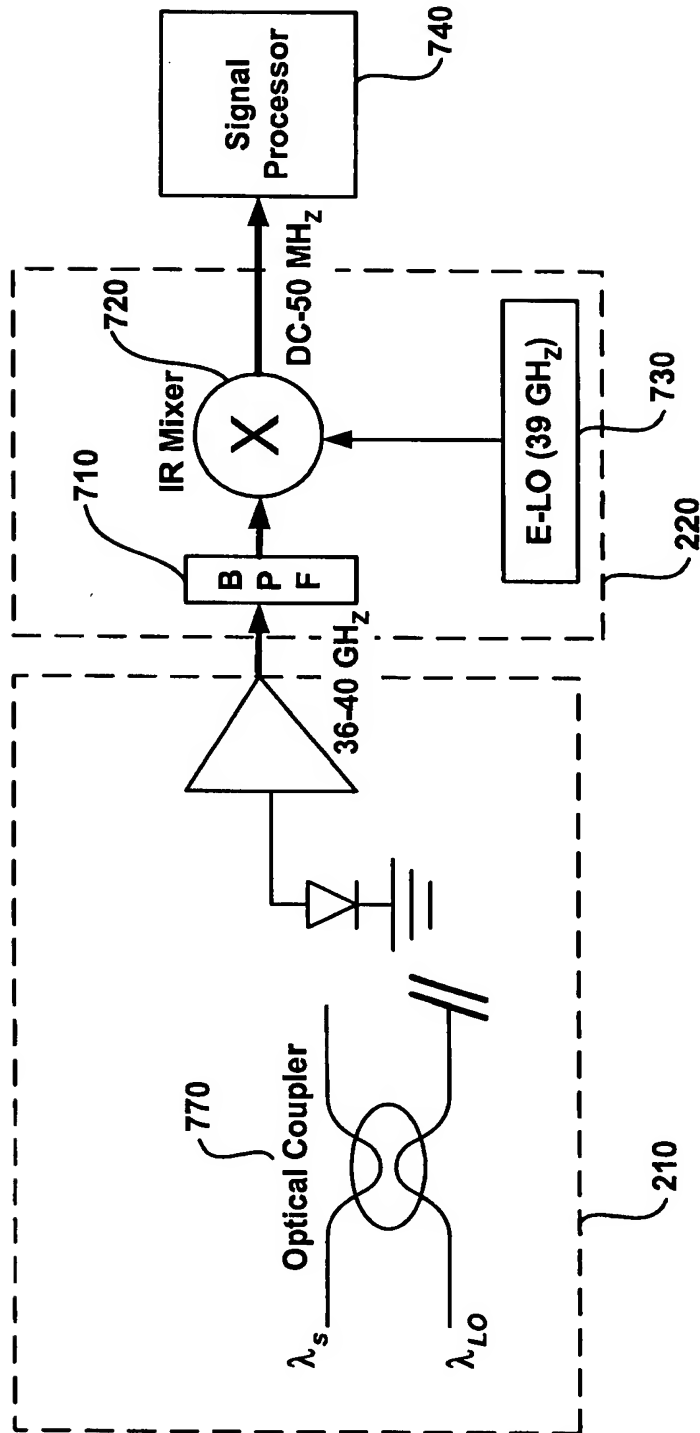 770
Optical Coupler
λs
λLO
210
36-40 GHZ
710
B
P
F
IR Mixer
720
X
DC-50 MHZ
E-LO (39 GHZ)
730
220
Signal
Processor
740